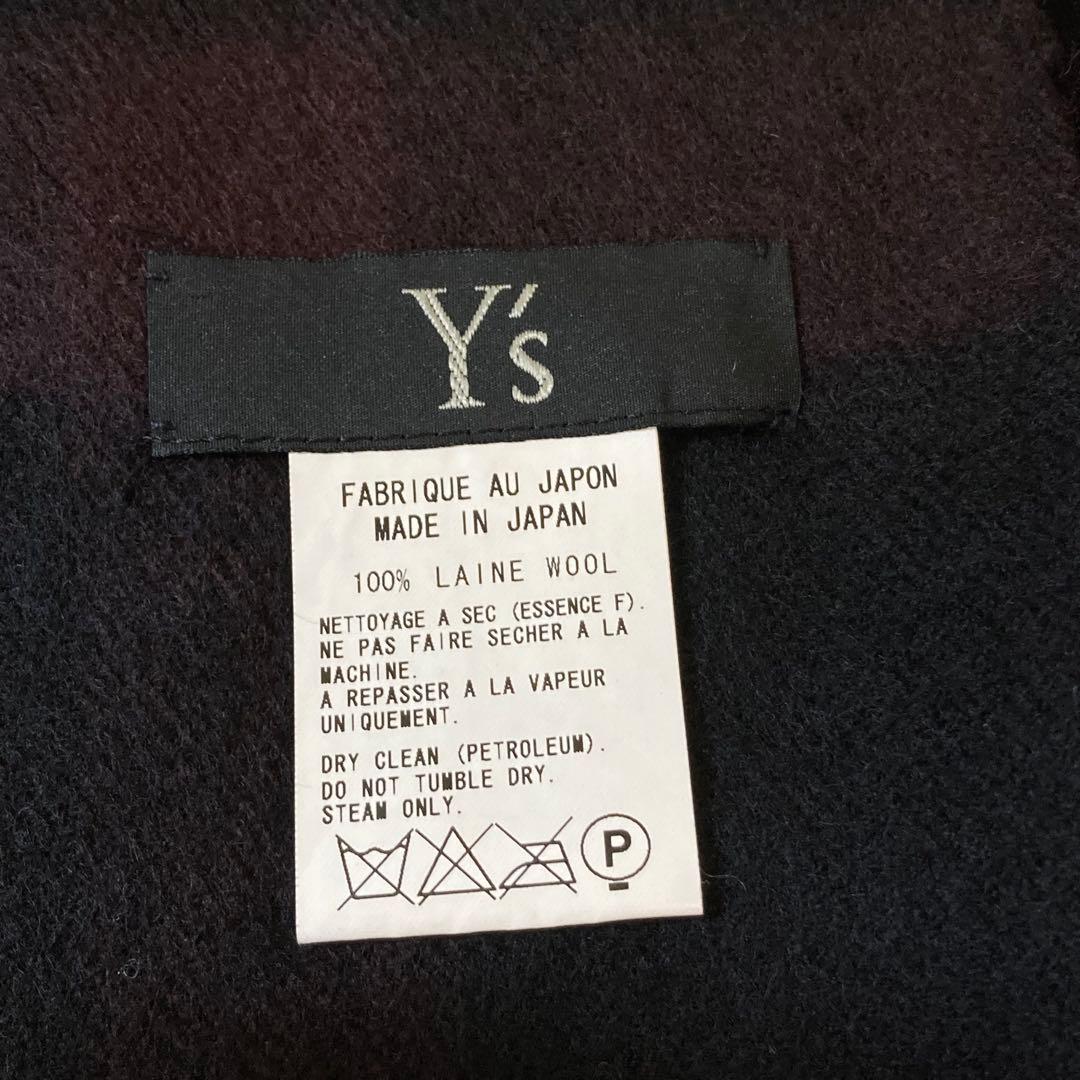 Y's
FABRIQUE AU JAPON
MADE IN JAPAN
100% LAINE WOOL
NETTOYAGE A SEC (ESSENCE F).
NE PAS FAIRE SECHER A LA
MACHINE.
A REPASSER A LA VAPEUR
UNIQUEMENT.
DRY CLEAN (PETROLEUM).
DO NOT TUMBLE DRY.
STEAM ONLY.
P